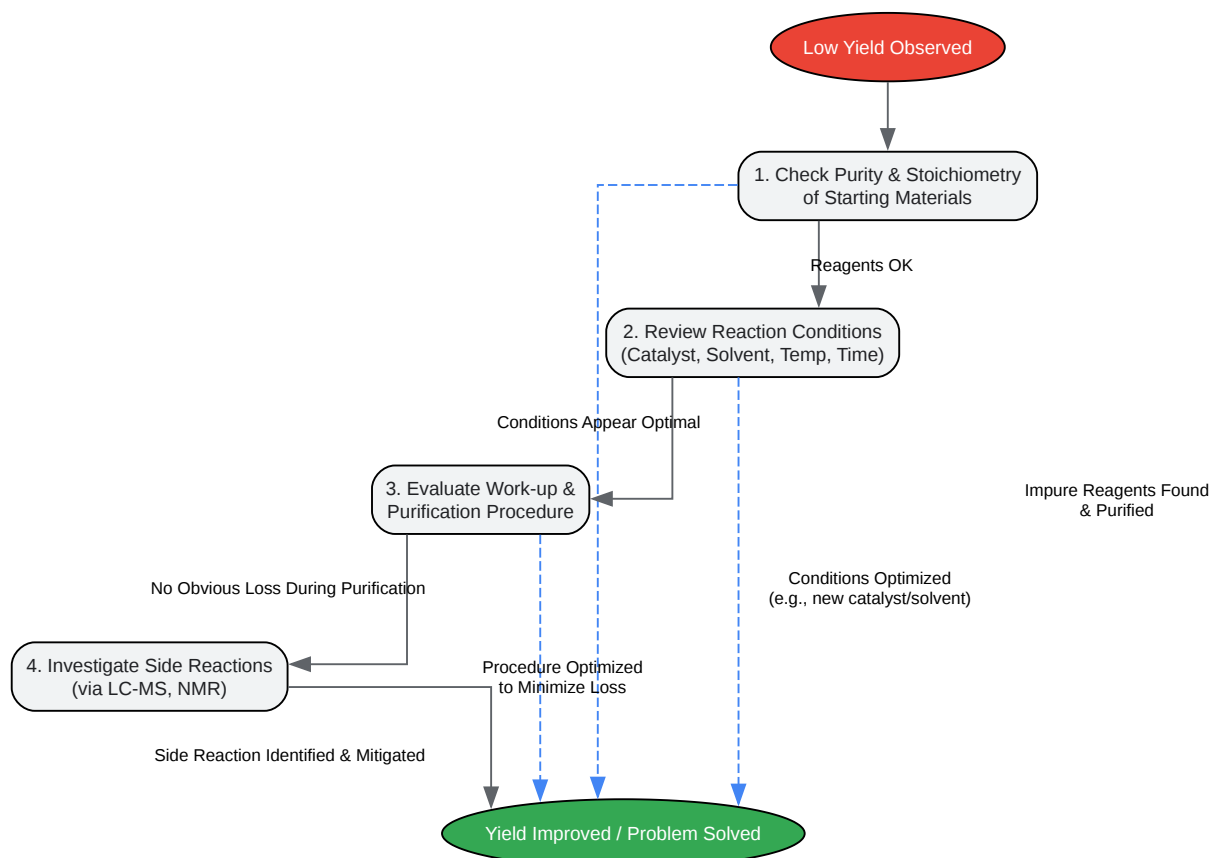 Low Yield Observed
1. Check Purity & Stoichiometry
of Starting Materials
Reagents OK
2. Review Reaction Conditions
(Catalyst, Solvent, Temp, Time)
Conditions Appear Optimal
3. Evaluate Work-up &
Purification Procedure
Impure Reagents Found
& Purified
No Obvious Loss During Purification
Conditions Optimized
(e.g., new catalyst/solvent)
4. Investigate Side Reactions
(via LC-MS, NMR)
Procedure Optimized
to Minimize Loss
Side Reaction Identified & Mitigated
Yield Improved / Problem Solved